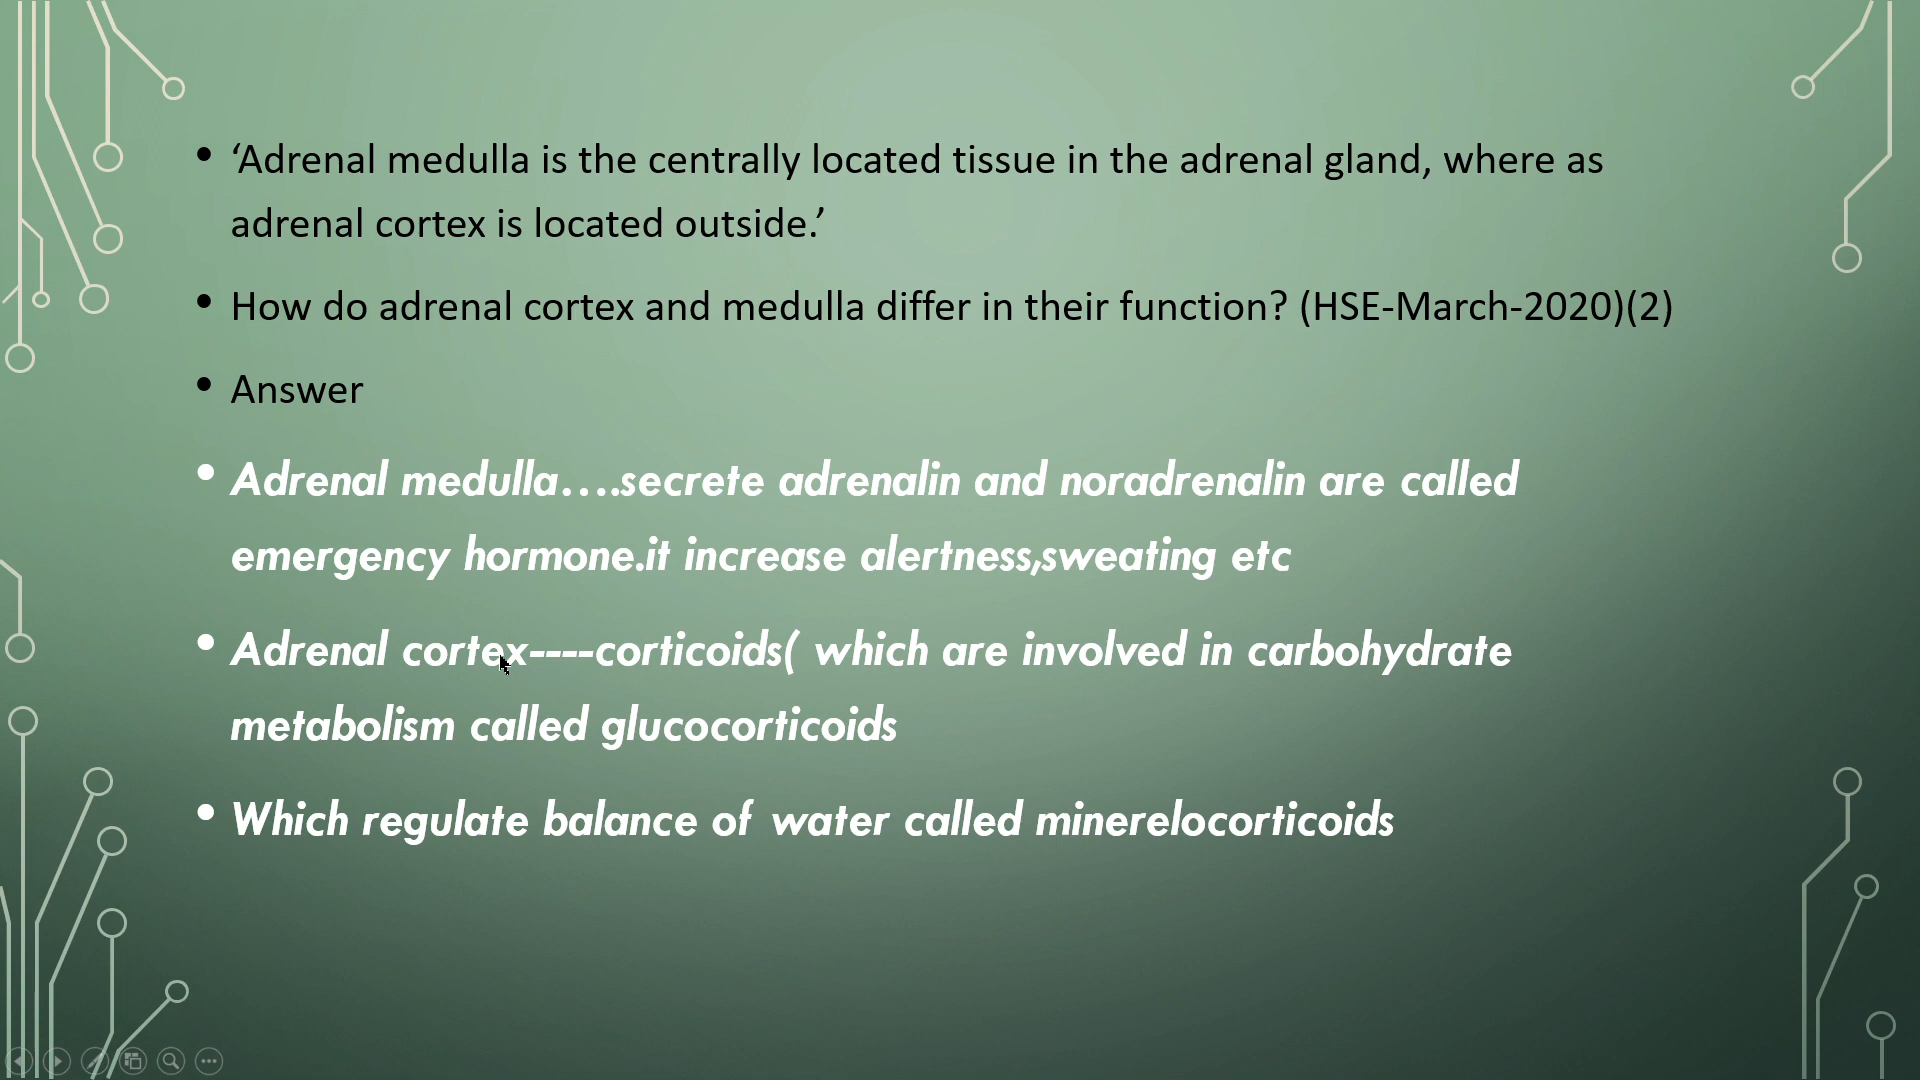 • ‘Adrenal medulla is the centrally located tissue in the adrenal gland, where as
adrenal cortex is located outside.’
• How do adrenal cortex and medulla differ in their function? (HSE-March-2020)(2)
• Answer
• Adrenal medulla....secrete adrenalin and noradrenalin are called
emergency hormone.it increase alertness,sweating etc
• Adrenal cortex----corticoids( which are involved in carbohydrate
metabolism called glucocorticoids
• Which regulate balance of water called minerelocorticoids